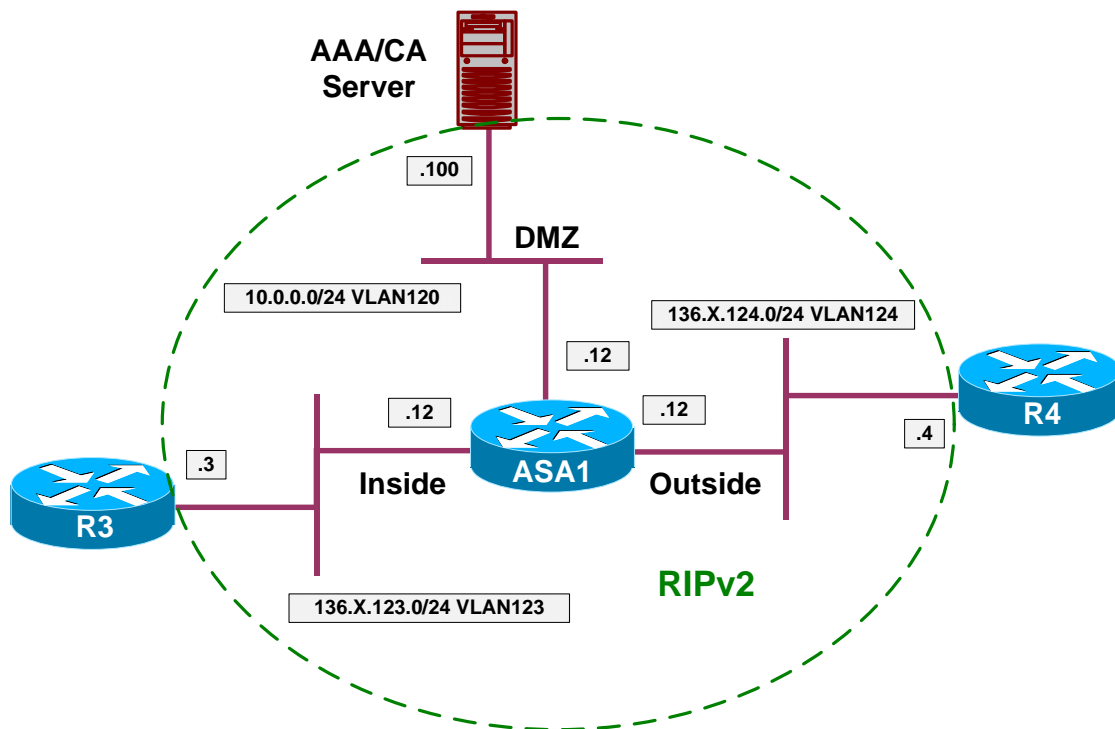 AAA/CA
Server
.100
DMZ
10.0.0.0/24 VLAN120
136.X.124.0/24 VLAN124
.12
.12
.12
R4
.4
.3
Inside
ASA1
Outside
R3
RIPv2
136.X.123.0/24 VLAN123